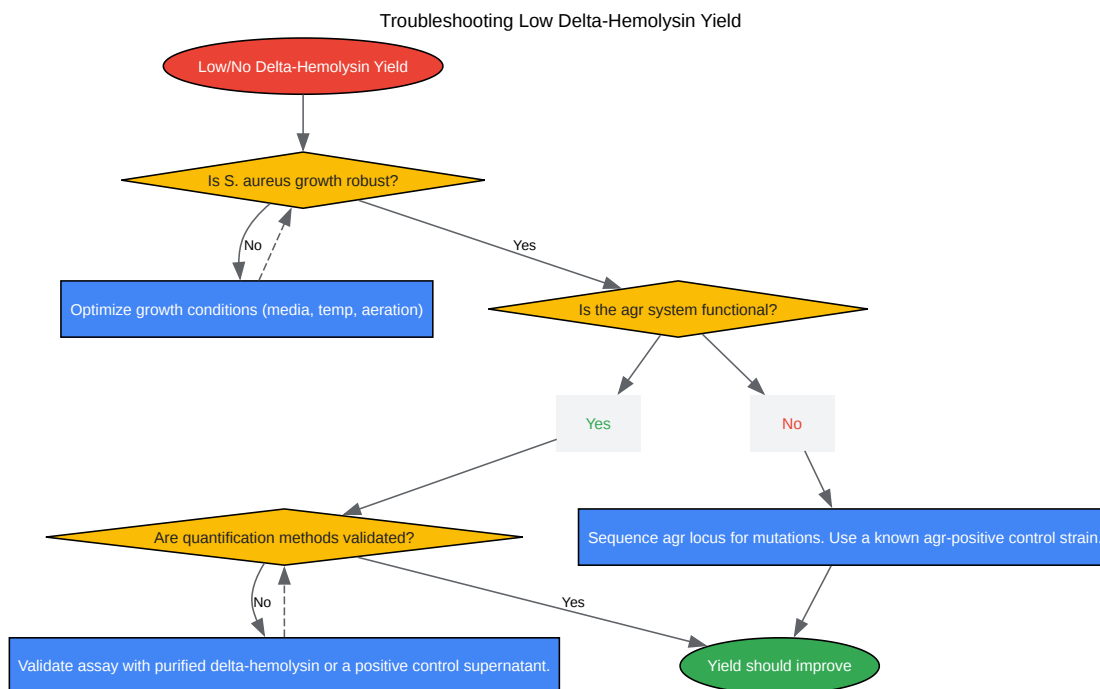 Troubleshooting Low Delta-Hemolysin Yield
Low/No Delta-Hemolysin Yield
Is S. aureus growth robust?
No
Yes
Optimize growth conditions (media, temp, aeration)
Is the agr system functional?
Yes
No
Are quantification methods validated?
Sequence agr locus for mutations. Use a known agr-positive control strain.
No
Yes
Validate assay with purified delta-hemolysin or a positive control supernatant.
Yield should improve